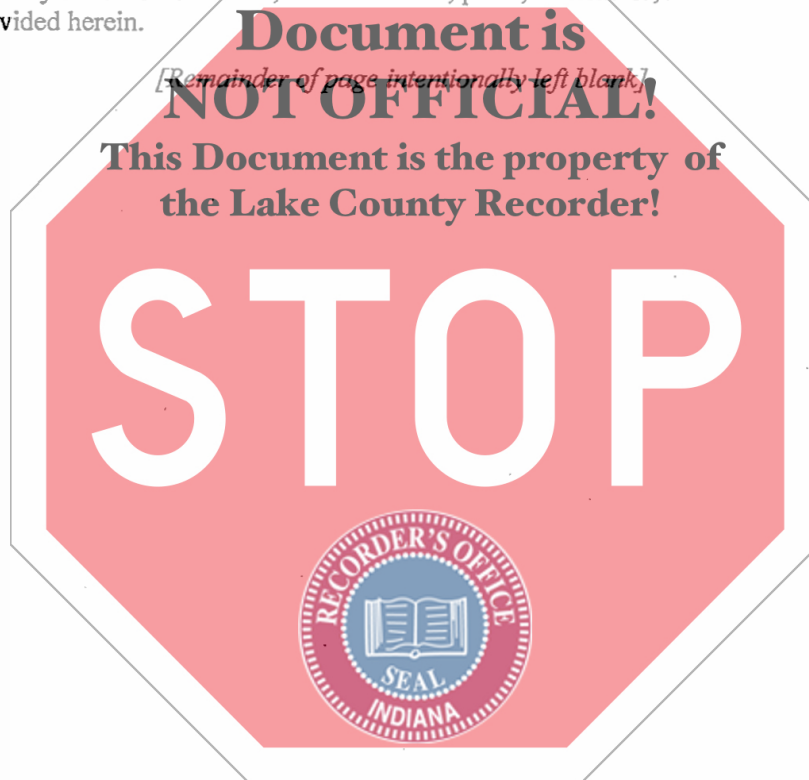 vided herein.
Document is
[Remainder of page intentionally left blank]
NOT OFFICIAL!
This Document is the property of
the Lake County Recorder!
STOP
RECORDER'S OFFICE
SEAL
INDIANA